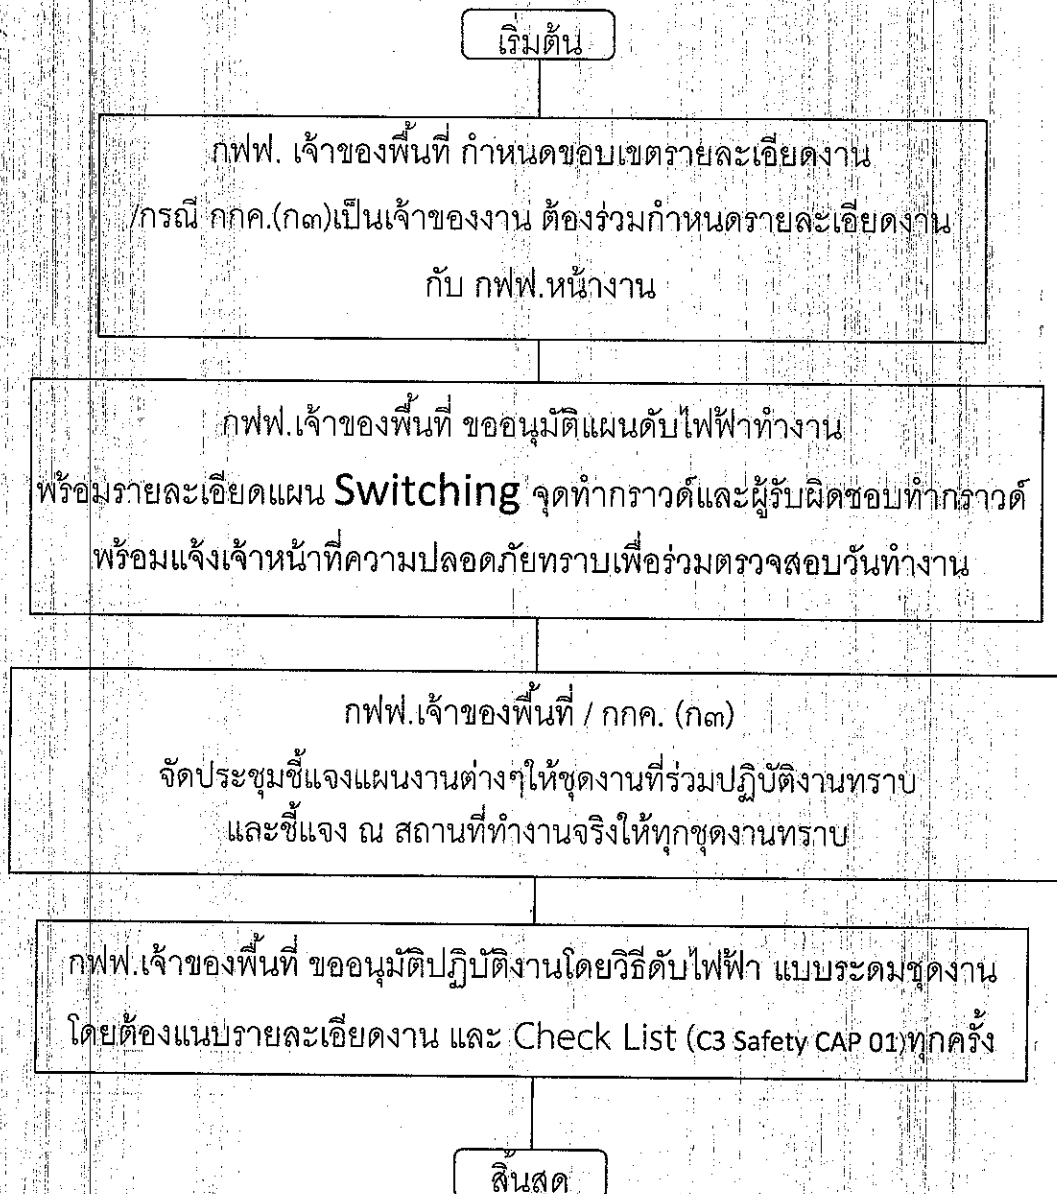 เริ่มต้น
กฟฟ. เจ้าของพื้นที่ กำหนดขอบเขตรายละเอียดงาน
/กรณี กกค.(ก๓)เป็นเจ้าของงาน ต้องร่วมกำหนดรายละเอียดงาน
กับ กฟฟ.หน้างาน
กฟฟ.เจ้าของพื้นที่ ขออนุมัติแผนดับไฟฟ้าทำงาน
พร้อมรายละเอียดแผน Switching จุดทำกราวด์และผู้รับผิดชอบทำกราวด์
พร้อมแจ้งเจ้าหน้าที่ความปลอดภัยทราบเพื่อร่วมตรวจสอบวันทำงาน
กฟฟ.เจ้าของพื้นที่ / กกค. (ก๓)
จัดประชุมชี้แจงแผนงานต่างๆให้ชุดงานที่ร่วมปฏิบัติงานทราบ
และชี้แจง ณ สถานที่ทำงานจริงให้ทุกชุดงานทราบ
กฟฟ.เจ้าของพื้นที่ ขออนุมัติปฏิบัติงานโดยวิธีดับไฟฟ้า แบบระดมชุดงาน
โดยต้องแนบรายละเอียดงาน และ Check List (C3 Safety CAP 01)ทุกครั้ง
สิ้นสุด